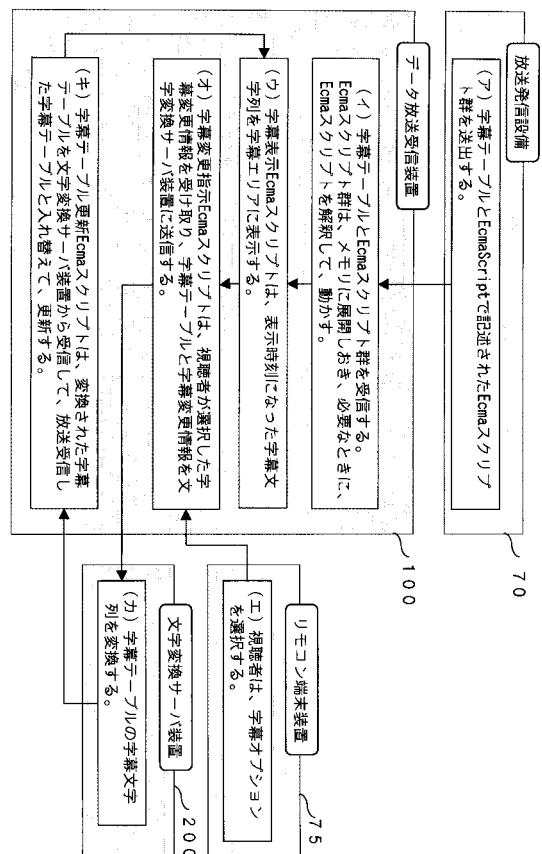 放送発信設備
(ア)字幕テーブルとEcmaScriptで記述されたEcmaスクリプ
ト群を送出する。
70
データ放送受信装置
(イ)字幕テーブルとEcmaスクリプト群を受信する。
Ecmaスクリプト群は、メモリに展開しおき、必要なときに、
Ecmaスクリプトを解釈して、動かす。
(ウ)字幕表示Ecmaスクリプトは、表示時刻になった字幕文
字列を字幕エリアに表示する。
(オ)字幕変更指示Ecmaスクリプトは、視聴者が選択した字
幕変更情報を受け取り、字幕テーブルと字幕変更情報を文
字変換サーバ装置に送信する。
(キ)字幕テーブル更新Ecmaスクリプトは、変換された字幕
テーブルを文字変換サーバ装置から受信して、放送受信し
た字幕テーブルと入れ替えて、更新する。
100
リモコン端末装置
(エ)視聴者は、字幕オプション
を選択する。
75
文字変換サーバ装置
(カ)字幕テーブルの字幕文字
列を変換する。
200